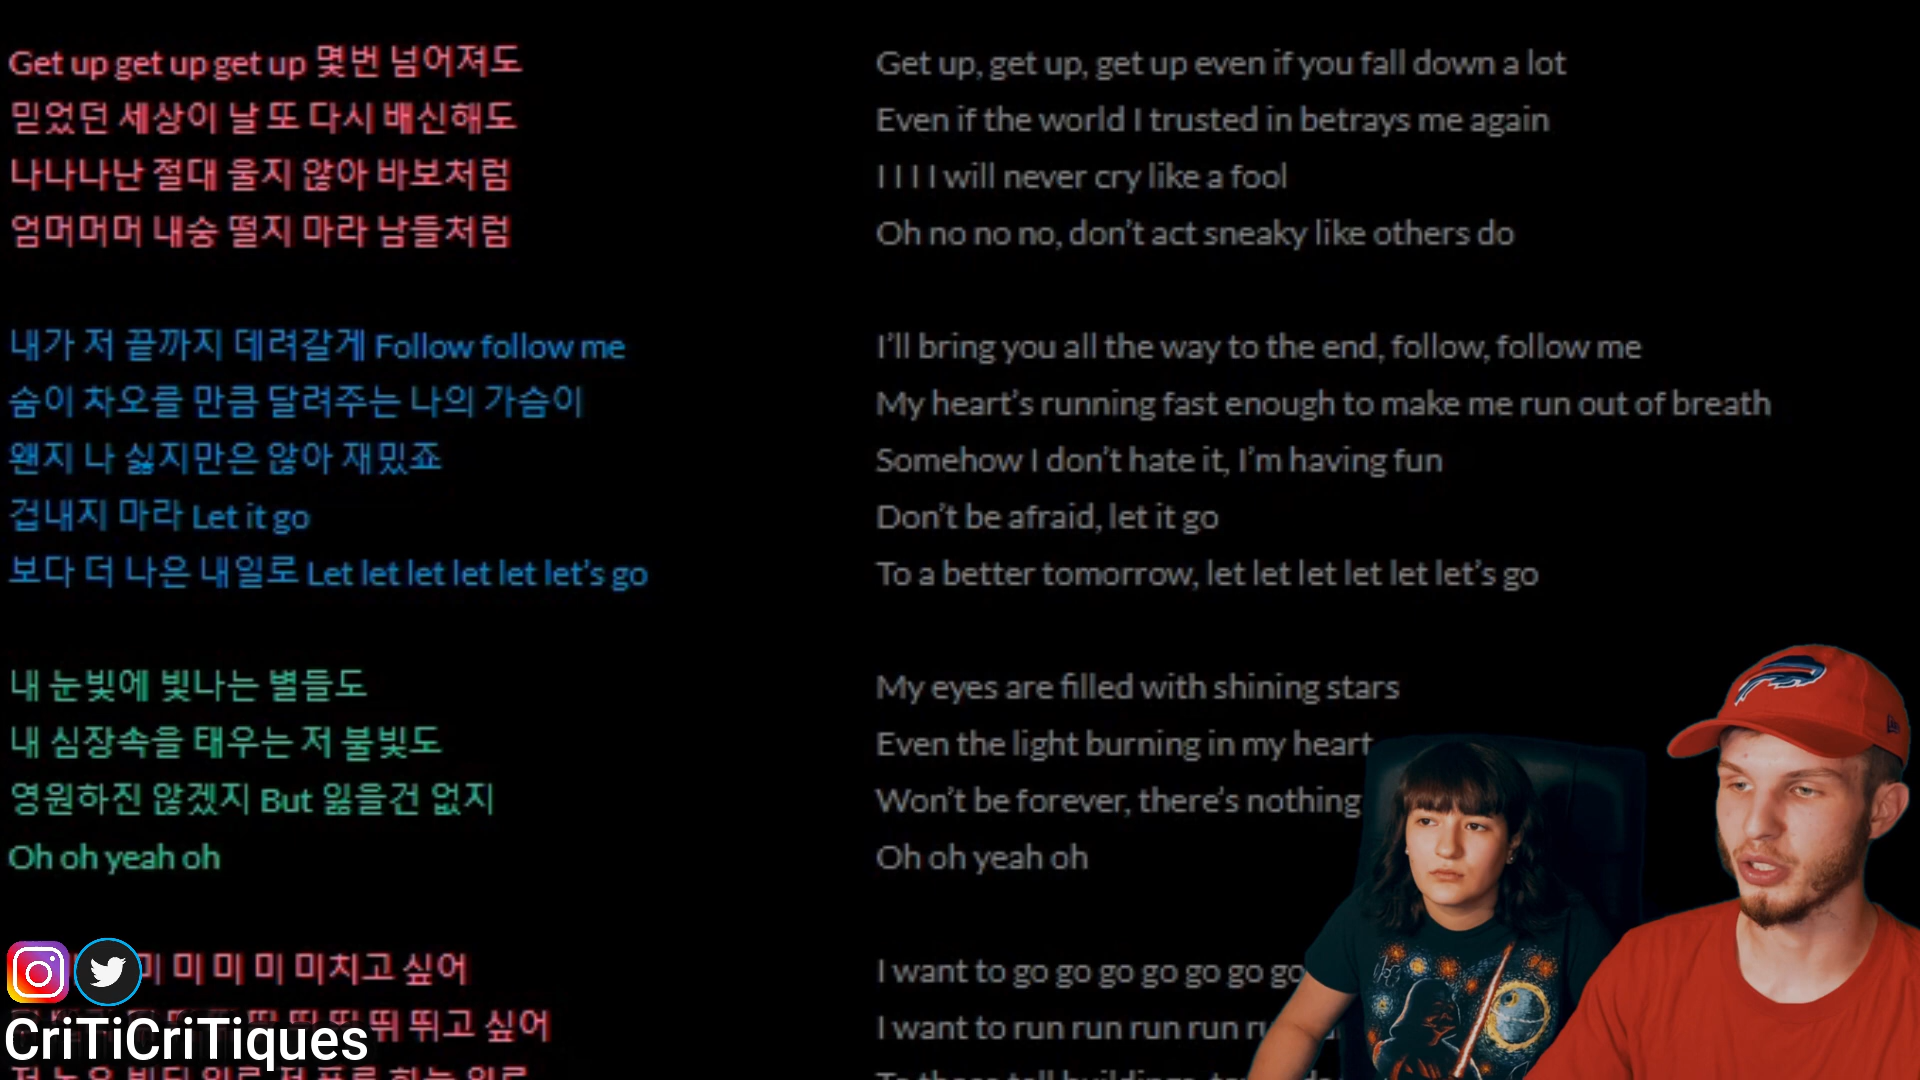 Get up get up get up 몇번 넘어져도
믿었던 세상이 날 또 다시 배신해도
나나나난 절대 울지 않아 바보처럼
엄머머머 내숭 떨지 마라 남들처럼
내가 저 끝까지 데려갈게 Follow follow me
숨이 차오를 만큼 달려주는 나의 가슴이
왠지 나 싫지만은 않아 재밌죠
겁내지 마라 Let it go
보다 더 나은 내일로 Let let let let let let's go
내 눈빛에 빛나는 별들도
내 심장속을 태우는 저 불빛도
영원하진 않겠지 But 잃을건 없지
Oh oh yeah oh
미 미 미 미 미치고 싶어
뛰 뛰고 싶어
Get up, get up, get up even if you fall down a lot
Even if the world I trusted in betrays me again
I I I I will never cry like a fool
Oh no no no, don't act sneaky like others do
I'll bring you all the way to the end, follow, follow me
My heart's running fast enough to make me run out of breath
Somehow I don't hate it, I'm having fun
Don't be afraid, let it go
To a better tomorrow, let let let let let let's go
My eyes are filled with shining stars
Even the light burning in my heart
Won't be forever, there's nothing
Oh oh yeah oh
I want to go go go go go go go
I want to run run run run
CriTiCriTiques